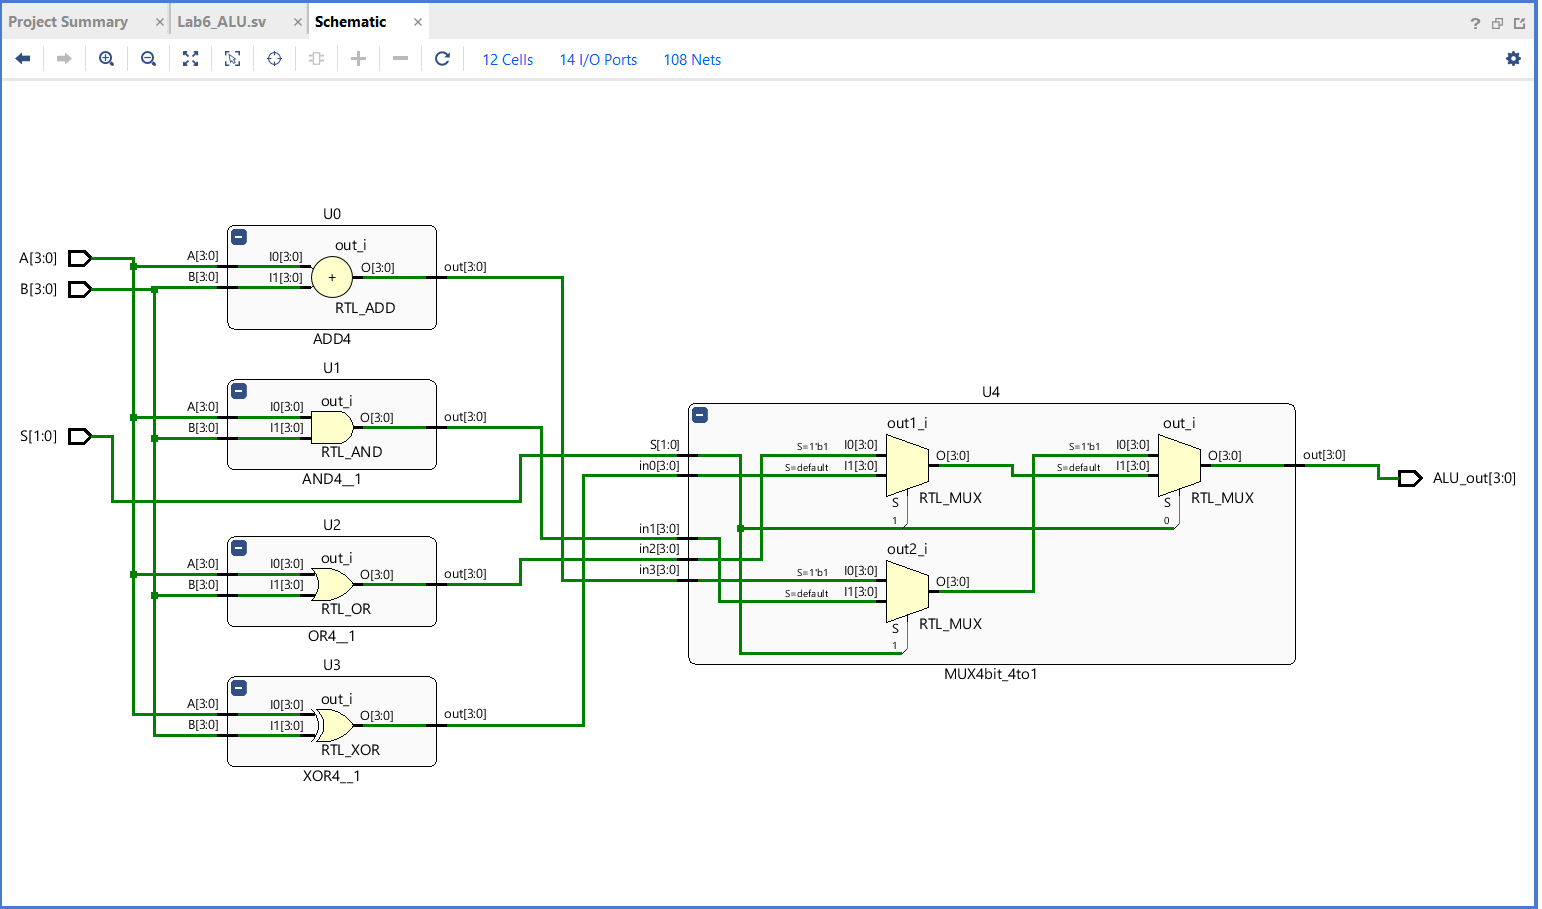 Project Summary × Lab6_ALU.sv × Schematic ×
?
12 Cells 14 I/O Ports 108 Nets
U0
A[3:0]
B[3:0]
A[3:0]
B[3:0]
I0[3:0]
I1[3:0]
out_i
+
O[3:0]
out[3:0]
RTL_ADD
ADD4
U1
A[3:0]
B[3:0]
I0[3:0]
I1[3:0]
out_i
O[3:0]
out[3:0]
RTL_AND
AND4__1
S[1:0]
U2
A[3:0]
B[3:0]
I0[3:0]
I1[3:0]
out_i
O[3:0]
out[3:0]
RTL_OR
OR4__1
U3
A[3:0]
B[3:0]
I0[3:0]
I1[3:0]
out_i
O[3:0]
out[3:0]
RTL_XOR
XOR4__1
U4
S[1:0]
in0[3:0]
in1[3:0]
in2[3:0]
in3[3:0]
out1_i
S=1'b1 I0[3:0]
S=default I1[3:0]
O[3:0]
S
1
RTL_MUX
out2_i
S=1'b1 I0[3:0]
S=default I1[3:0]
O[3:0]
S
1
RTL_MUX
out_i
S=1'b1 I0[3:0]
S=default I1[3:0]
O[3:0]
S
0
RTL_MUX
out[3:0]
MUX4bit_4to1
ALU_out[3:0]